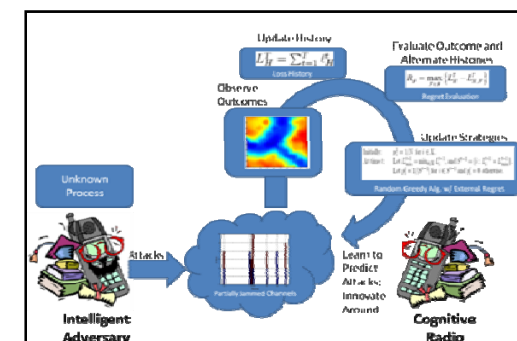 Update History
Loss History
Evaluate Outcome and
Alternate Histories
Regret Evaluation
Observe
Outcomes
Update Strategies
Random Greedy Alg. w/ External Regret
Unknown
Process
Attacks
Partially Jammed Channels
Learn to
Predict
Attacks;
Innovate
Around
Intelligent
Adversary
Cognitive
Radio